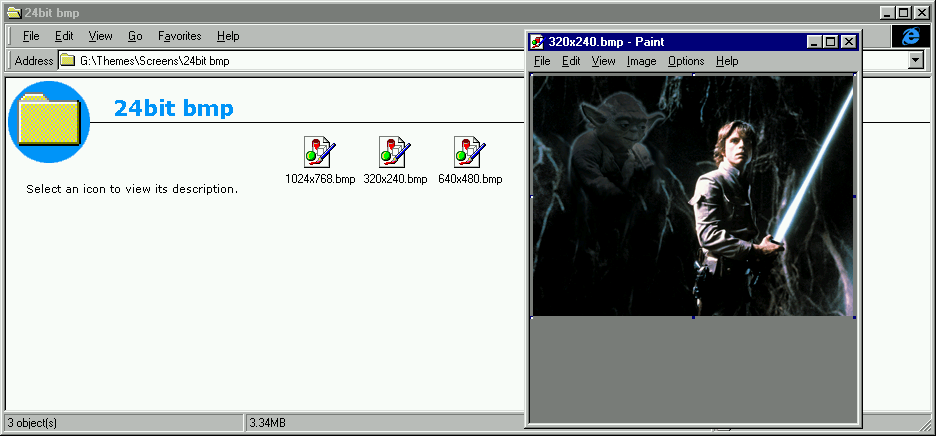 24bit bmp
File Edit View Go Favorites Help
Address G:\Themes\Screens\24bit bmp
24bit bmp
Select an icon to view its description.
1024x768.bmp 320x240.bmp 640x480.bmp
3 object(s) 3.34MB
320x240.bmp - Paint
File Edit View Image Options Help